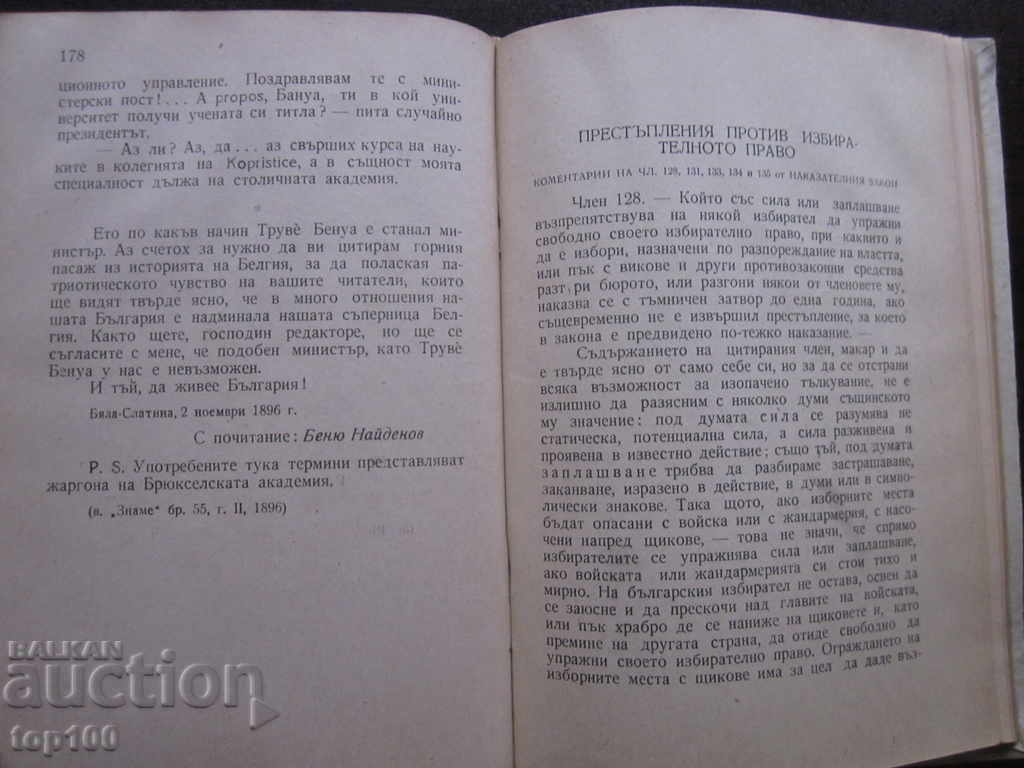 178
ционното управление. Поздравлявам те с мини-
стерски пост!... A propos, Бануа, ти в кой уни-
верситет получи учената си титла? — пита случайно
президентът.
— Аз ли? Аз, да... аз свърших курса на нау-
ките в колегията на Kopristice, а в същност моята
специалност дължа на столичната академия.
Ето по какъв начин Трувѐ Бенуа е станал ми-
нистър. Аз счетох за нужно да ви цитирам горния
пасаж из историята на Белгия, за да полаская па-
триотическото чувство на вашите читатели, които
ще видят твърде ясно, че в много отношения на-
шата България е надминала нашата съперница Бел-
гия. Както щете, господин редакторе, но ще се
съгласите с мене, че подобен министър, като Трувѐ
Бенуа у нас е невъзможен.
И тъй, да живее България!
Бяла-Слатина, 2 ноември 1896 г.
С почитание: Беню Найденов
P. S. Употребените тука термини представляват
жаргона на Брюкселската академия.
(в. „Знаме“ бр. 55, г. II, 1896)
ПРЕСТЪПЛЕНИЯ ПРОТИВ ИЗБИРА-
ТЕЛНОТО ПРАВО
КОМЕНТАРИИ НА ЧЛ. 128, 131, 133, 134 и 135 от НАКАЗАТЕЛНИЯ ЗАКОН
Член 128. — Който със сила или заплашване
възпрепятствува на някой избирател да упражни
свободно своето избирателно право, при каквито и
да е избори, назначени по разпореждание на властта,
или пък с викове и други противозаконни средства
разтури бюрото, или разгони някои от членовете му,
наказва се с тъмничен затвор до една година, ако
същевременно не е извършил престъпление, за което
в закона е предвидено по-тежко наказание. —
Съдържанието на цитирания член, макар и да
е твърде ясно от само себе си, но за да се отстрани
всяка възможност за изопачено тълкувание, не е
излишно да разясним с няколко думи същинското
му значение: под думата сила се разумява не
статическа, потенциална сила, а сила разживена и
проявена в известно действие; също тъй, под думата
заплашване трябва да разбираме застрашаване,
заканване, изразено в действие, в думи или в симво-
лически знакове. Така щото, ако изборните места
бъдат опасани с войска или с жандармерия, с насо-
чени напред щикове, — това не значи, че спрямо
избирателите се упражнява сила или заплашване,
ако войската или жандармерията си стои тихо и
мирно. На българския избирател не остава, освен да
се заюсне и да прескочи над главите на войската,
или пък храбро де се наниже на щиковете и, като
премине на другата страна, да отиде свободно да
упражни своето избирателно право. Ограждането на
изборните места с щикове има за цел да даде въз-
BALKAN
auction
top100